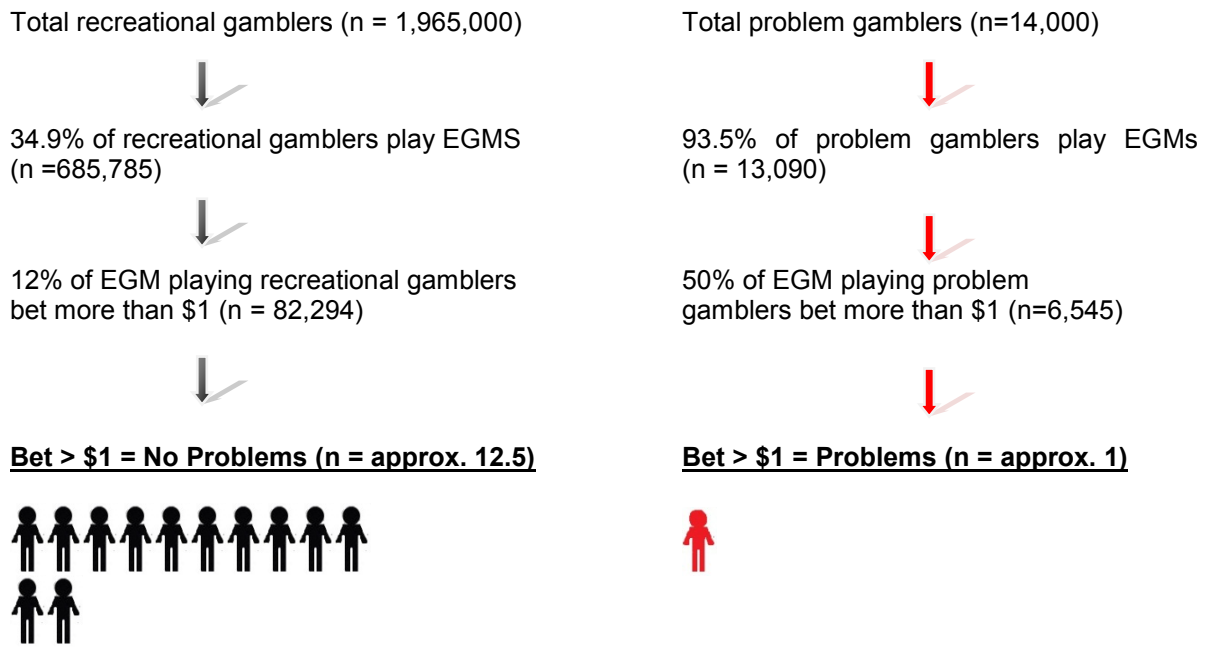 Total recreational gamblers (n = 1,965,000)
Total problem gamblers (n=14,000)
34.9% of recreational gamblers play EGMS
(n =685,785)
93.5% of problem gamblers play EGMs
(n = 13,090)
12% of EGM playing recreational gamblers
bet more than $1 (n = 82,294)
50% of EGM playing problem
gamblers bet more than $1 (n=6,545)
Bet > $1 = No Problems (n = approx. 12.5)
Bet > $1 = Problems (n = approx. 1)